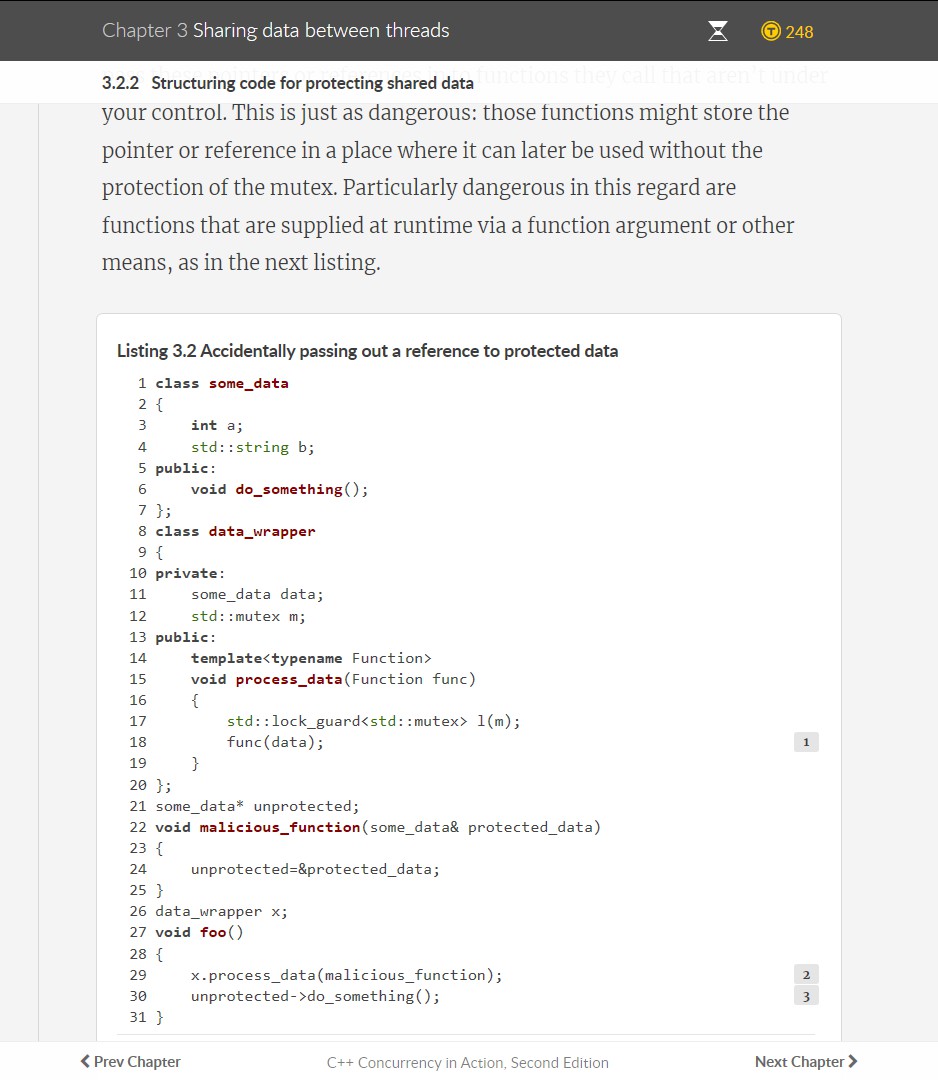 Chapter 3 Sharing data between threads
248
3.2.2 Structuring code for protecting shared data
functions they call that aren't under
your control. This is just as dangerous: those functions might store the
pointer or reference in a place where it can later be used without the
protection of the mutex. Particularly dangerous in this regard are
functions that are supplied at runtime via a function argument or other
means, as in the next listing.
Listing 3.2 Accidentally passing out a reference to protected data
1 class some_data
2 {
3     int a;
4     std::string b;
5 public:
6     void do_something();
7 };
8 class data_wrapper
9 {
10 private:
11     some_data data;
12     std::mutex m;
13 public:
14     template<typename Function>
15     void process_data(Function func)
16     {
17         std::lock_guard<std::mutex> l(m);
18         func(data); 1
19     }
20 };
21 some_data* unprotected;
22 void malicious_function(some_data& protected_data)
23 {
24     unprotected=&protected_data;
25 }
26 data_wrapper x;
27 void foo()
28 {
29     x.process_data(malicious_function); 2
30     unprotected->do_something(); 3
31 }
Prev Chapter C++ Concurrency in Action, Second Edition Next Chapter